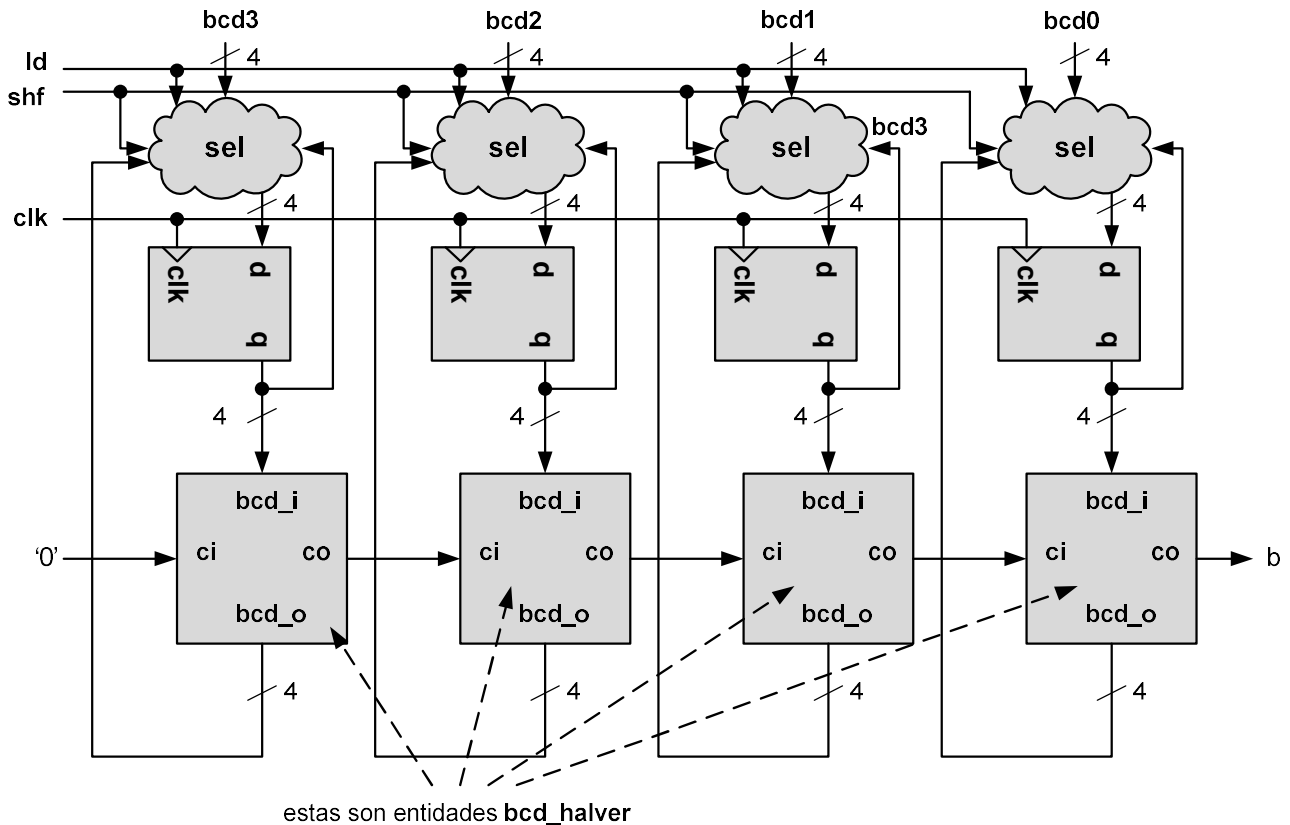 bcd3 bcd2 bcd1 bcd0
4 4 4 4
ld
shf
bcd3
sel sel sel sel
4 4 4 4
clk
clk d clk d clk d clk d
q q q q
4 4 4 4
bcd_i bcd_i bcd_i bcd_i
'0' ci co ci co ci co ci co b
bcd_o bcd_o bcd_o bcd_o
4 4 4 4
estas son entidades bcd_halver